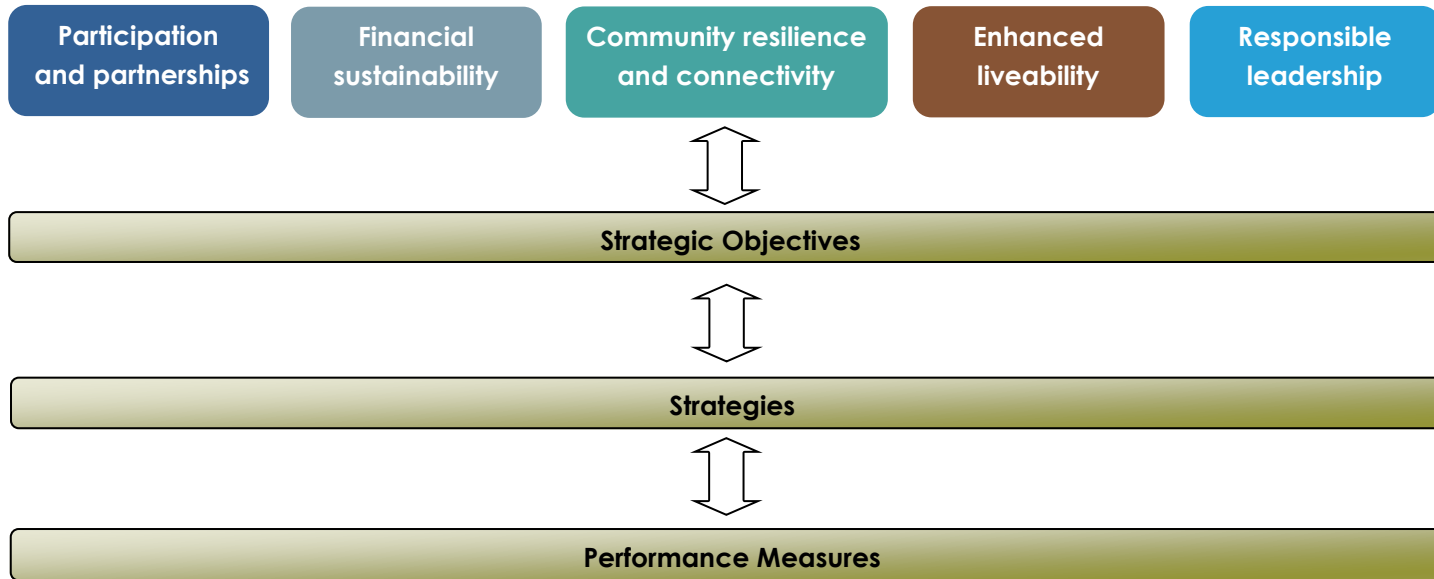 Participation
and partnerships
Financial
sustainability
Community resilience
and connectivity
Enhanced
liveability
Responsible
leadership
Strategic Objectives
Strategies
Performance Measures